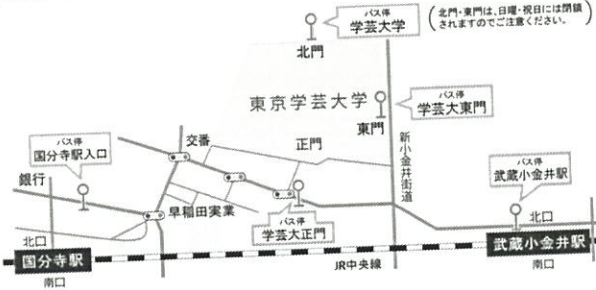 バス停
学芸大学
(北門・東門は、日曜・祝日には閉鎖
されますのでご注意ください。)
北門
東京学芸大学
バス停
学芸大東門
東門
交番
正門
新小金井街道
バス停
国分寺駅入口
バス停
武蔵小金井駅
銀行
早稲田実業
バス停
学芸大正門
北口
北口
国分寺駅
武蔵小金井駅
JR中央線
南口
南口